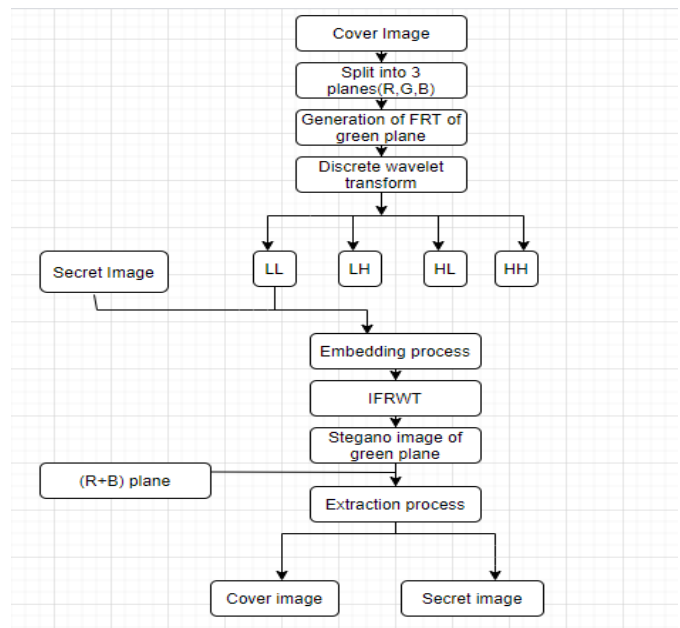 Cover Image
Split into 3
planes(R,G,B)
Generation of FRT of
green plane
Discrete wavelet
transform
Secret Image
LL
LH
HL
HH
Embedding process
IFRWT
Stegano image of
green plane
(R+B) plane
Extraction process
Cover image
Secret image